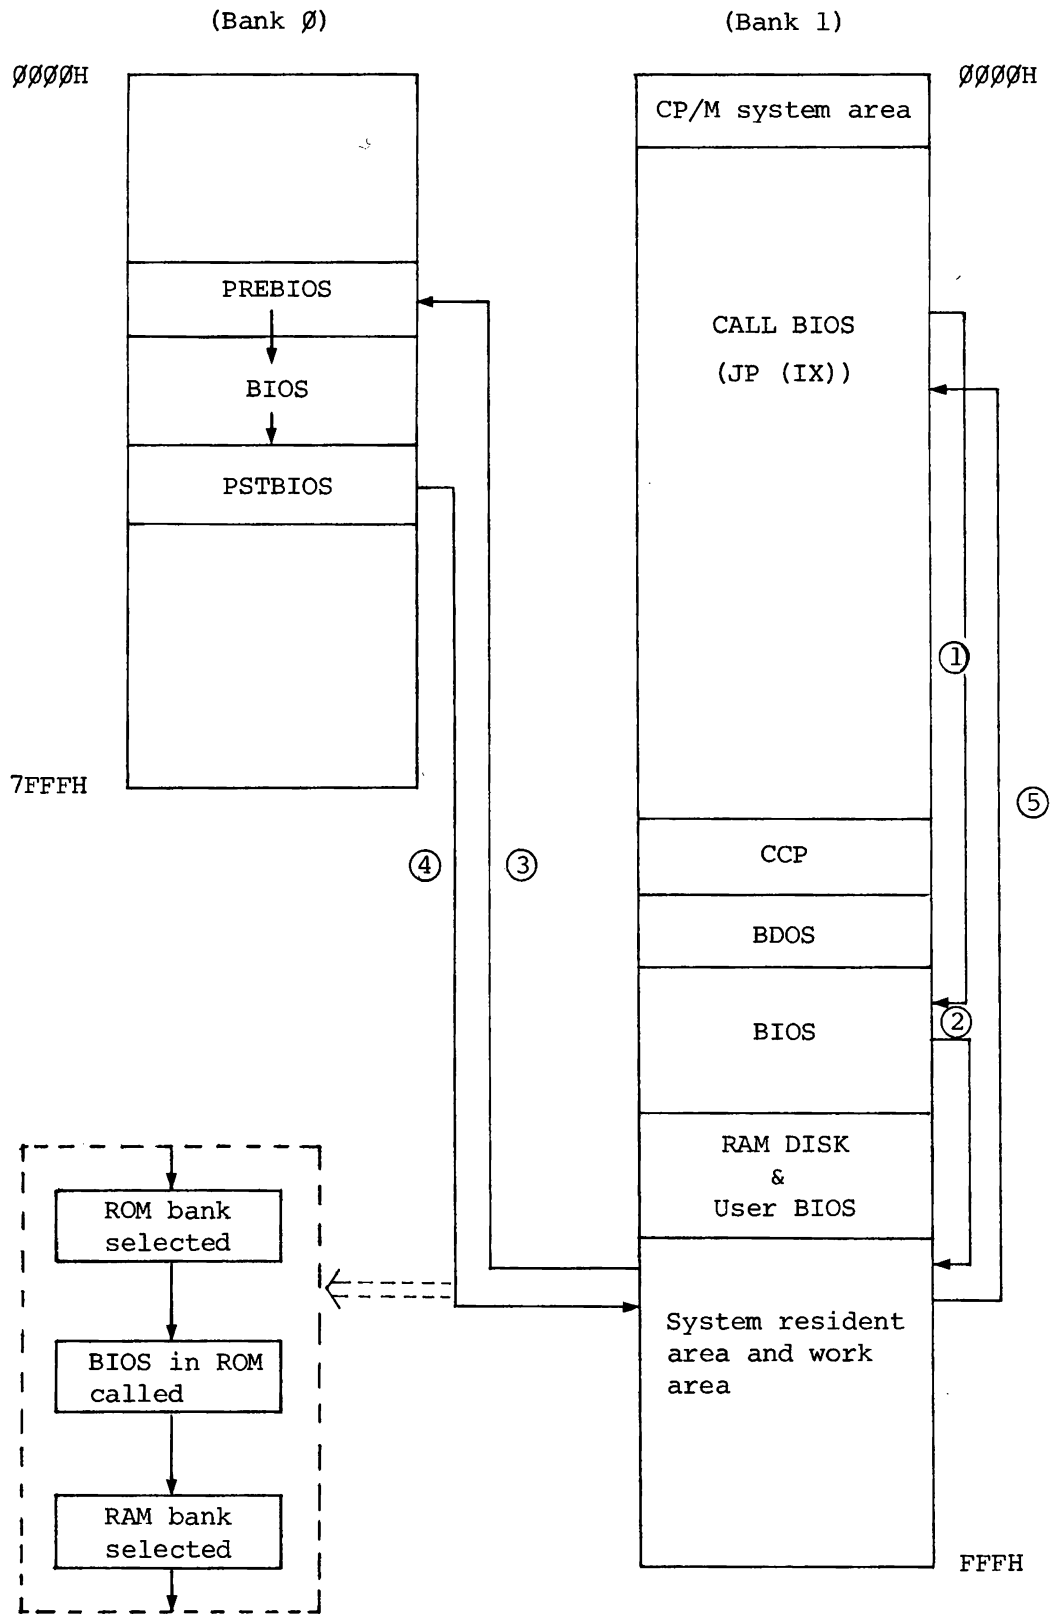 (Bank Ø)
(Bank 1)
ØØØØH
ØØØØH
CP/M system area
PREBIOS
BIOS
PSTBIOS
CALL BIOS
(JP (IX))
①
7FFFH
⑤
④
③
CCP
BDOS
BIOS
②
RAM DISK
&
User BIOS
System resident
area and work
area
ROM bank
selected
BIOS in ROM
called
RAM bank
selected
FFFH